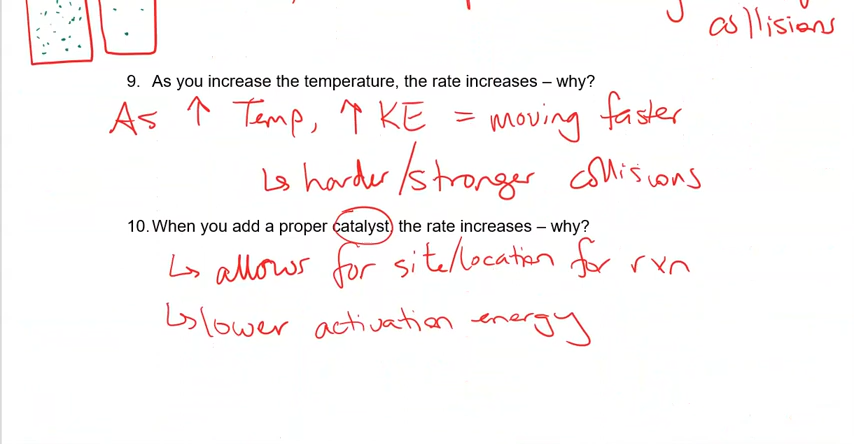 collisions
9. As you increase the temperature, the rate increases – why?
As ↑ Temp, ↑ KE = moving faster
↳ harder/stronger collisions
10. When you add a proper catalyst the rate increases – why?
↳ allows for site/location for rxn
↳ lower activation energy